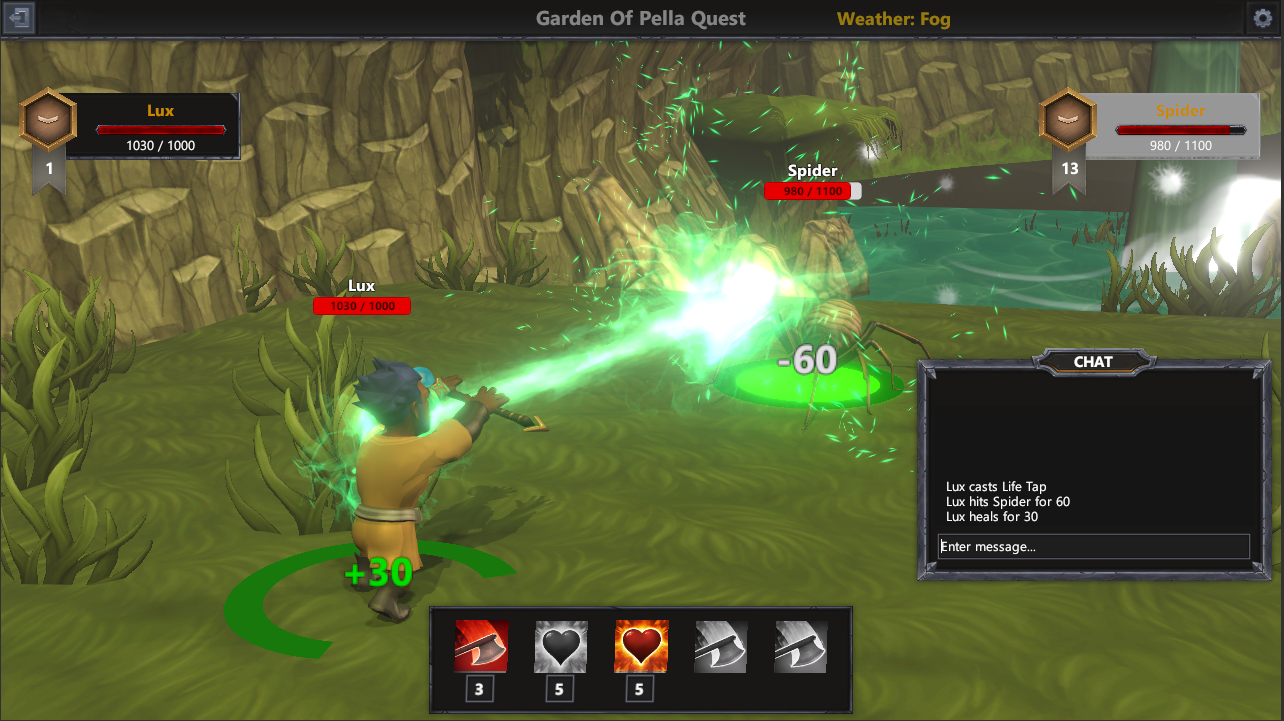 Garden Of Pella Quest
Weather: Fog
Lux
1030 / 1000
1
Spider
980 / 1100
13
Spider
980 / 1100
Lux
1030 / 1000
-60
+30
CHAT
Lux casts Life Tap
Lux hits Spider for 60
Lux heals for 30
Enter message...
3
5
5